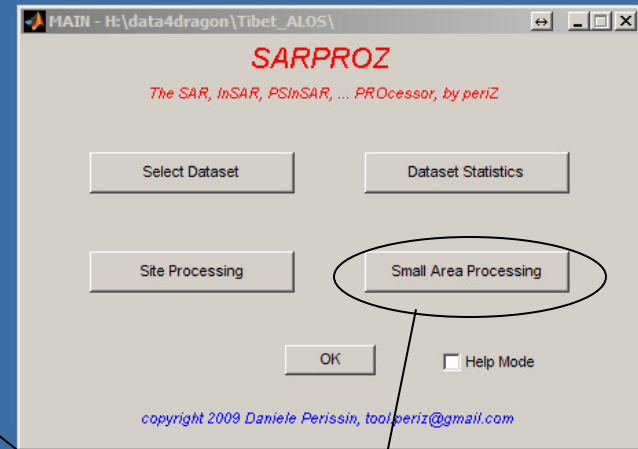 MAIN - H:\data4dragon\Tibet_ALOS\
SARPROZ
The SAR, InSAR, PSInSAR, ... PROcessor, by periZ
Select Dataset
Dataset Statistics
Site Processing
Small Area Processing
OK
Help Mode
copyright 2009 Daniele Perissin, tool.periz@gmail.com